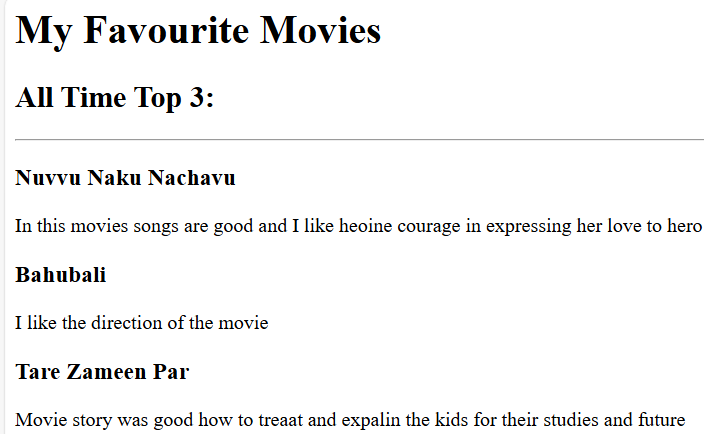 My Favourite Movies
All Time Top 3:
Nuvvu Naku Nachavu
In this movies songs are good and I like heoine courage in expressing her love to hero
Bahubali
I like the direction of the movie
Tare Zameen Par
Movie story was good how to treaat and expalin the kids for their studies and future